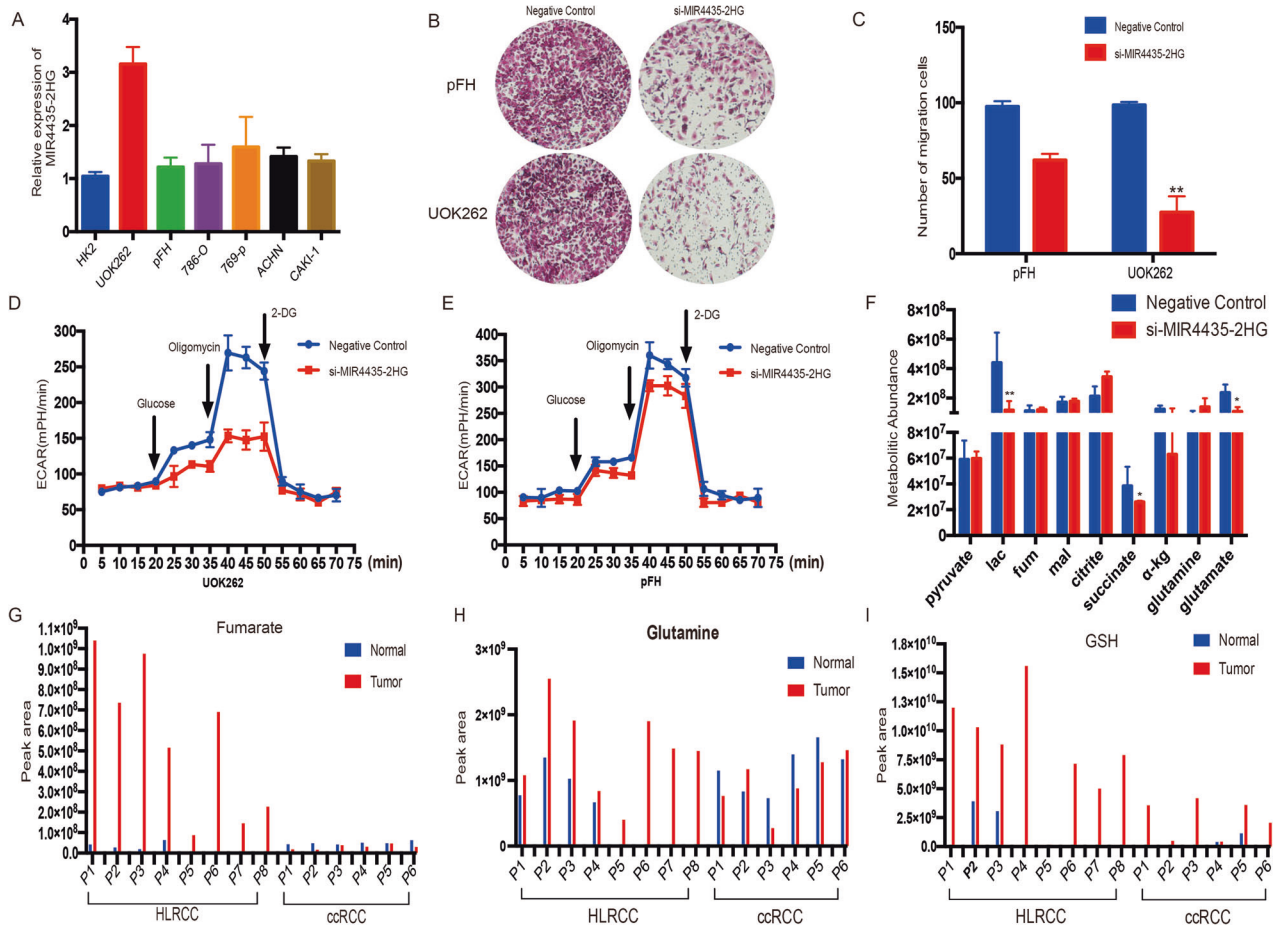 A
Relative expression of
MIR4435-2HG
4
3
2
1
0
HK2
UOK262
pFH
786-O
769-p
ACHN
CAKI-1
B
Negative Control
si-MIR4435-2HG
pFH
UOK262
C
Negative Control
si-MIR4435-2HG
Number of migration cells
150
100
50
0
**
pFH
UOK262
D
ECAR(mPH/min)
300
250
200
150
100
50
0
Glucose
Oligomycin
2-DG
Negative Control
si-MIR4435-2HG
5 10 15 20 25 30 35 40 45 50 55 60 65 70 75 (min)
UOK262
E
ECAR(mPH/min)
400
350
300
250
200
150
100
50
0
Glucose
Oligomycin
2-DG
Negative Control
si-MIR4435-2HG
5 10 15 20 25 30 35 40 45 50 55 60 65 70 75 (min)
pFH
F
Negative Control
si-MIR4435-2HG
Metabolitic Abundance
8×10⁸
6×10⁸
4×10⁸
2×10⁸
8×10⁷
6×10⁷
4×10⁷
2×10⁷
0
**
*
*
pyruvate
lac
fum
mal
citrite
succinate
α-kg
glutamine
glutamate
G
Fumarate
Normal
Tumor
Peak area
1.1×10⁹
1.0×10⁹
9.0×10⁸
8.0×10⁸
7.0×10⁸
6.0×10⁸
5.0×10⁸
4.0×10⁸
3.0×10⁸
2.0×10⁸
1.0×10⁸
0.0
P1 P2 P3 P4 P5 P6 P7 P8 P1 P2 P3 P4 P5 P6
HLRCC
ccRCC
H
Glutamine
Normal
Tumor
Peak area
3×10⁹
2×10⁹
1×10⁹
0
P1 P2 P3 P4 P5 P6 P7 P8 P1 P2 P3 P4 P5 P6
HLRCC
ccRCC
I
GSH
Normal
Tumor
Peak area
1.8×10¹⁰
1.5×10¹⁰
1.3×10¹⁰
1.0×10¹⁰
7.5×10⁹
5.0×10⁹
2.5×10⁹
0.0
P1 P2 P3 P4 P5 P6 P7 P8 P1 P2 P3 P4 P5 P6
HLRCC
ccRCC